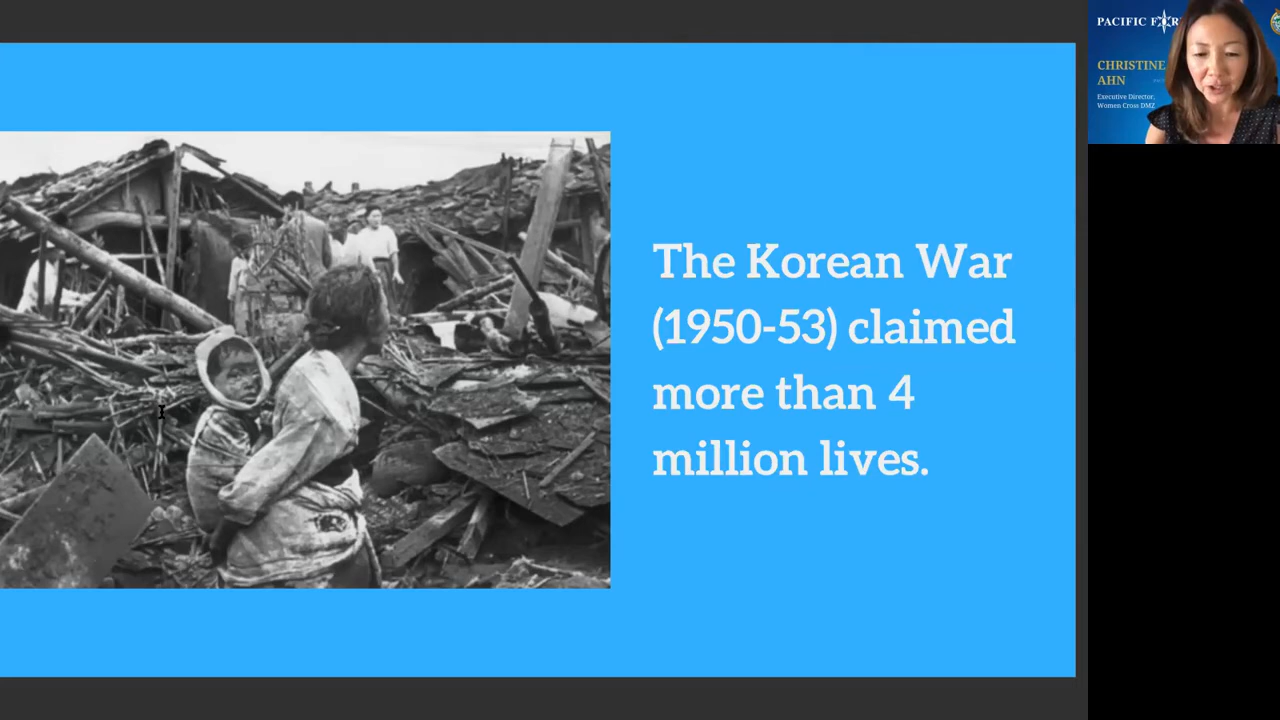 The Korean War
(1950-53) claimed
more than 4
million lives.
PACIFIC
CHRISTINE
AHN
Executive Director,
Women Cross DMZ